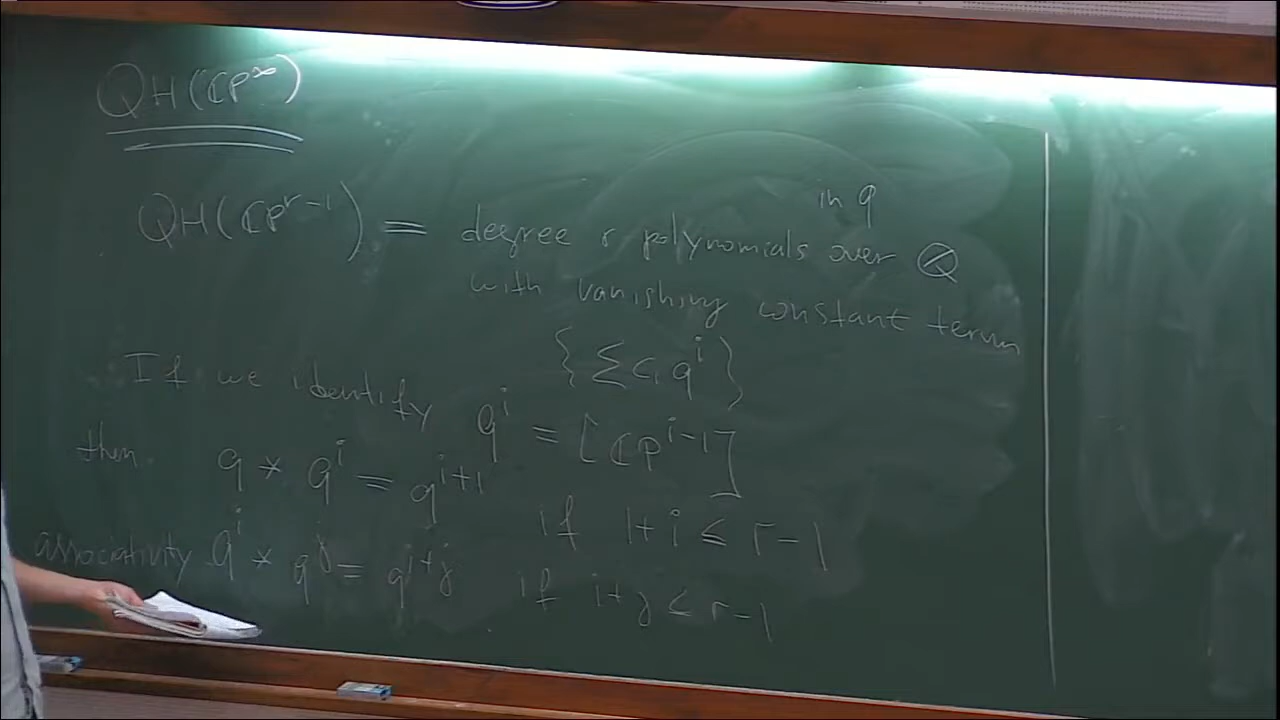 QH(ℂP^∞)
in q
QH(ℂP^{r-1}) = degree r polynomials over ℚ
with vanishing constant term
{ Σ c_i q^i }
If we identify q^i = [ℂP^{i-1}]
then q * q^i = q^{i+1} if 1+i ≤ r-1
associativity q^i * q^j = q^{i+j} if i+j ≤ r-1